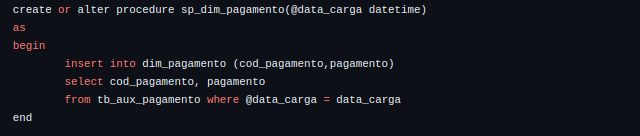 create or alter procedure sp_dim_pagamento(@data_carga datetime)
as
begin
insert into dim_pagamento (cod_pagamento,pagamento)
select cod_pagamento, pagamento
from tb_aux_pagamento where @data_carga = data_carga
end